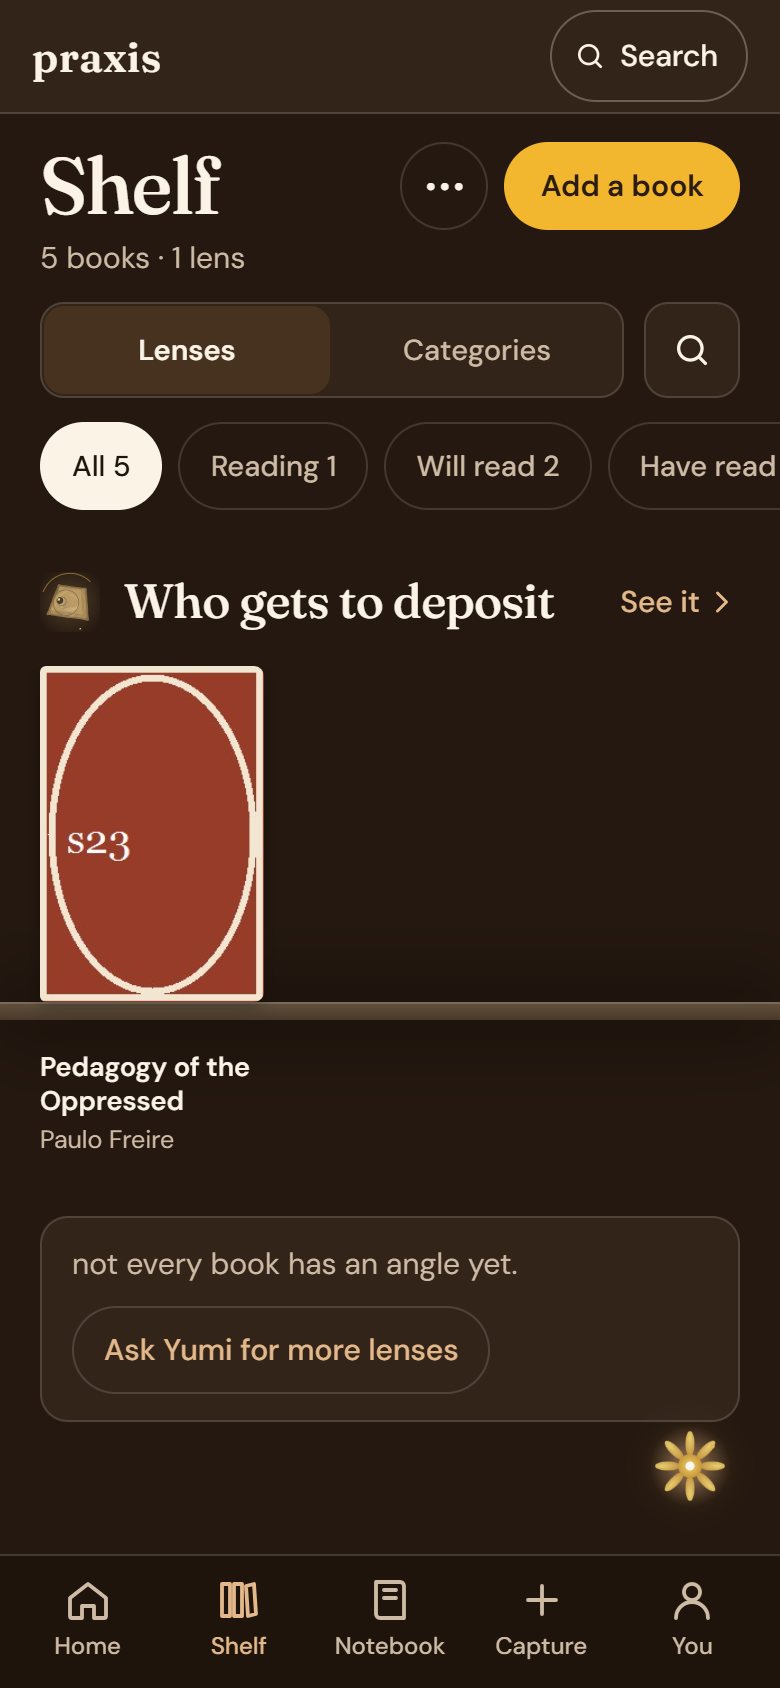 praxis
Search
Shelf
Add a book
5 books · 1 lens
Lenses
Categories
All 5
Reading 1
Will read 2
Have read
Who gets to deposit
See it
s23
Pedagogy of the
Oppressed
Paulo Freire
not every book has an angle yet.
Ask Yumi for more lenses
Home
Shelf
Notebook
Capture
You